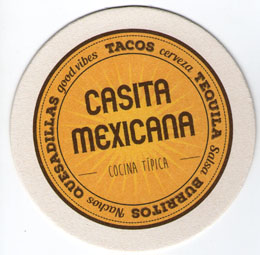 good vibes TACOS cerveza TEQUILA Salsa BURRITOS Nachos QUESADILLAS
CASITA
MEXICANA
COCINA TÍPICA